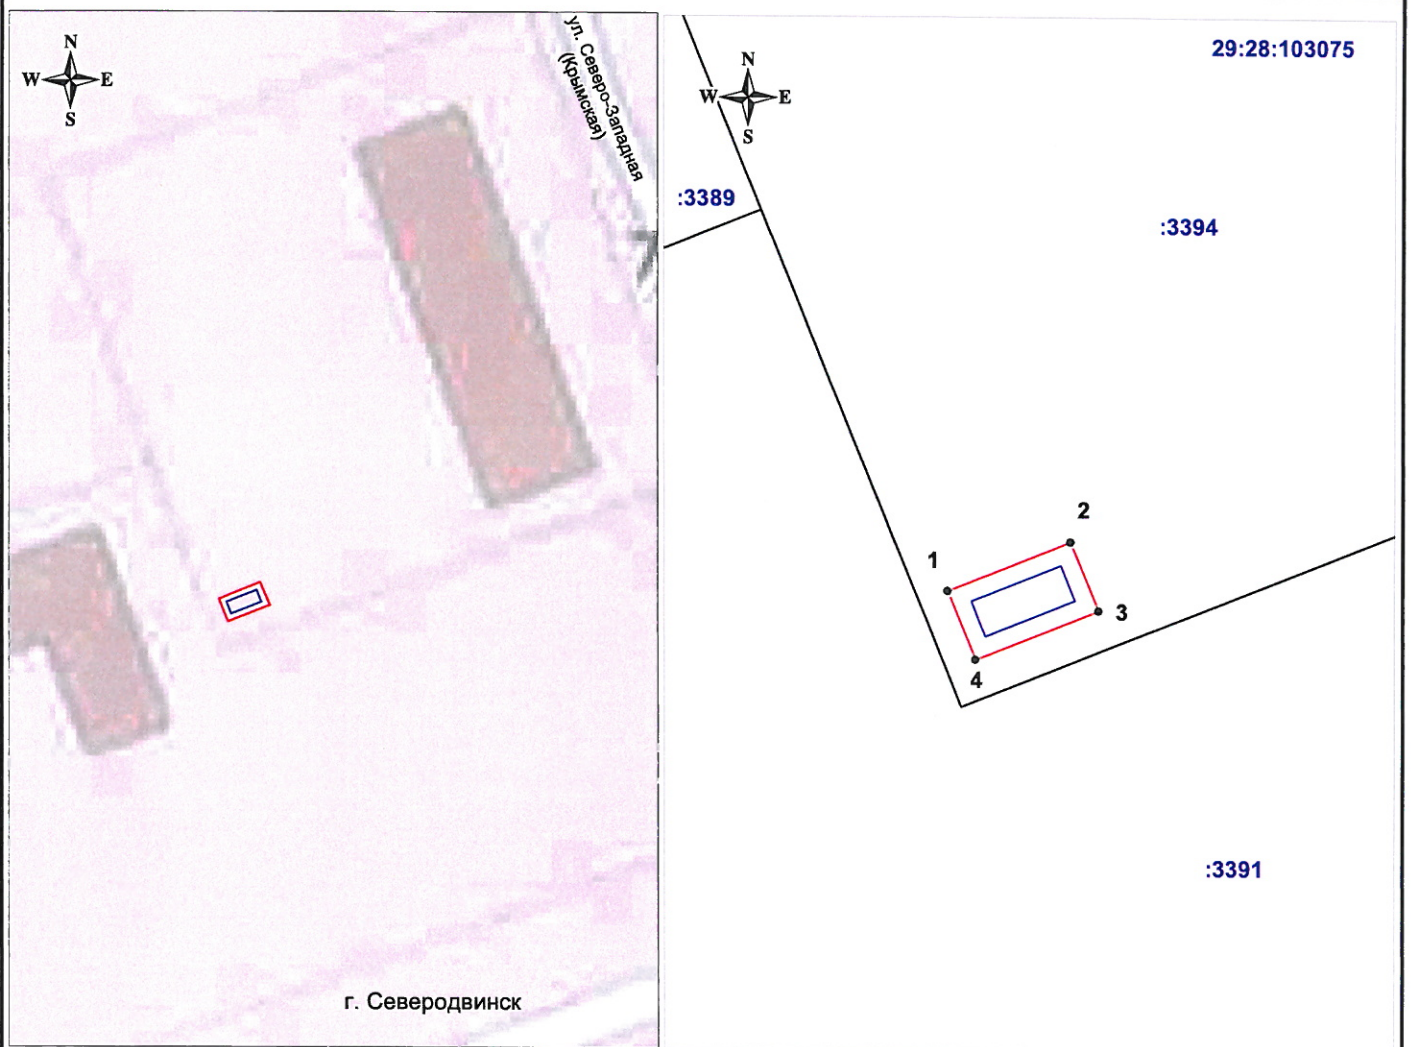 N
W E
S
ул. Северо-Западная
(Крымская)
г. Северодвинск
29:28:103075
N
W E
S
:3389
:3394
2
1
3
4
:3391